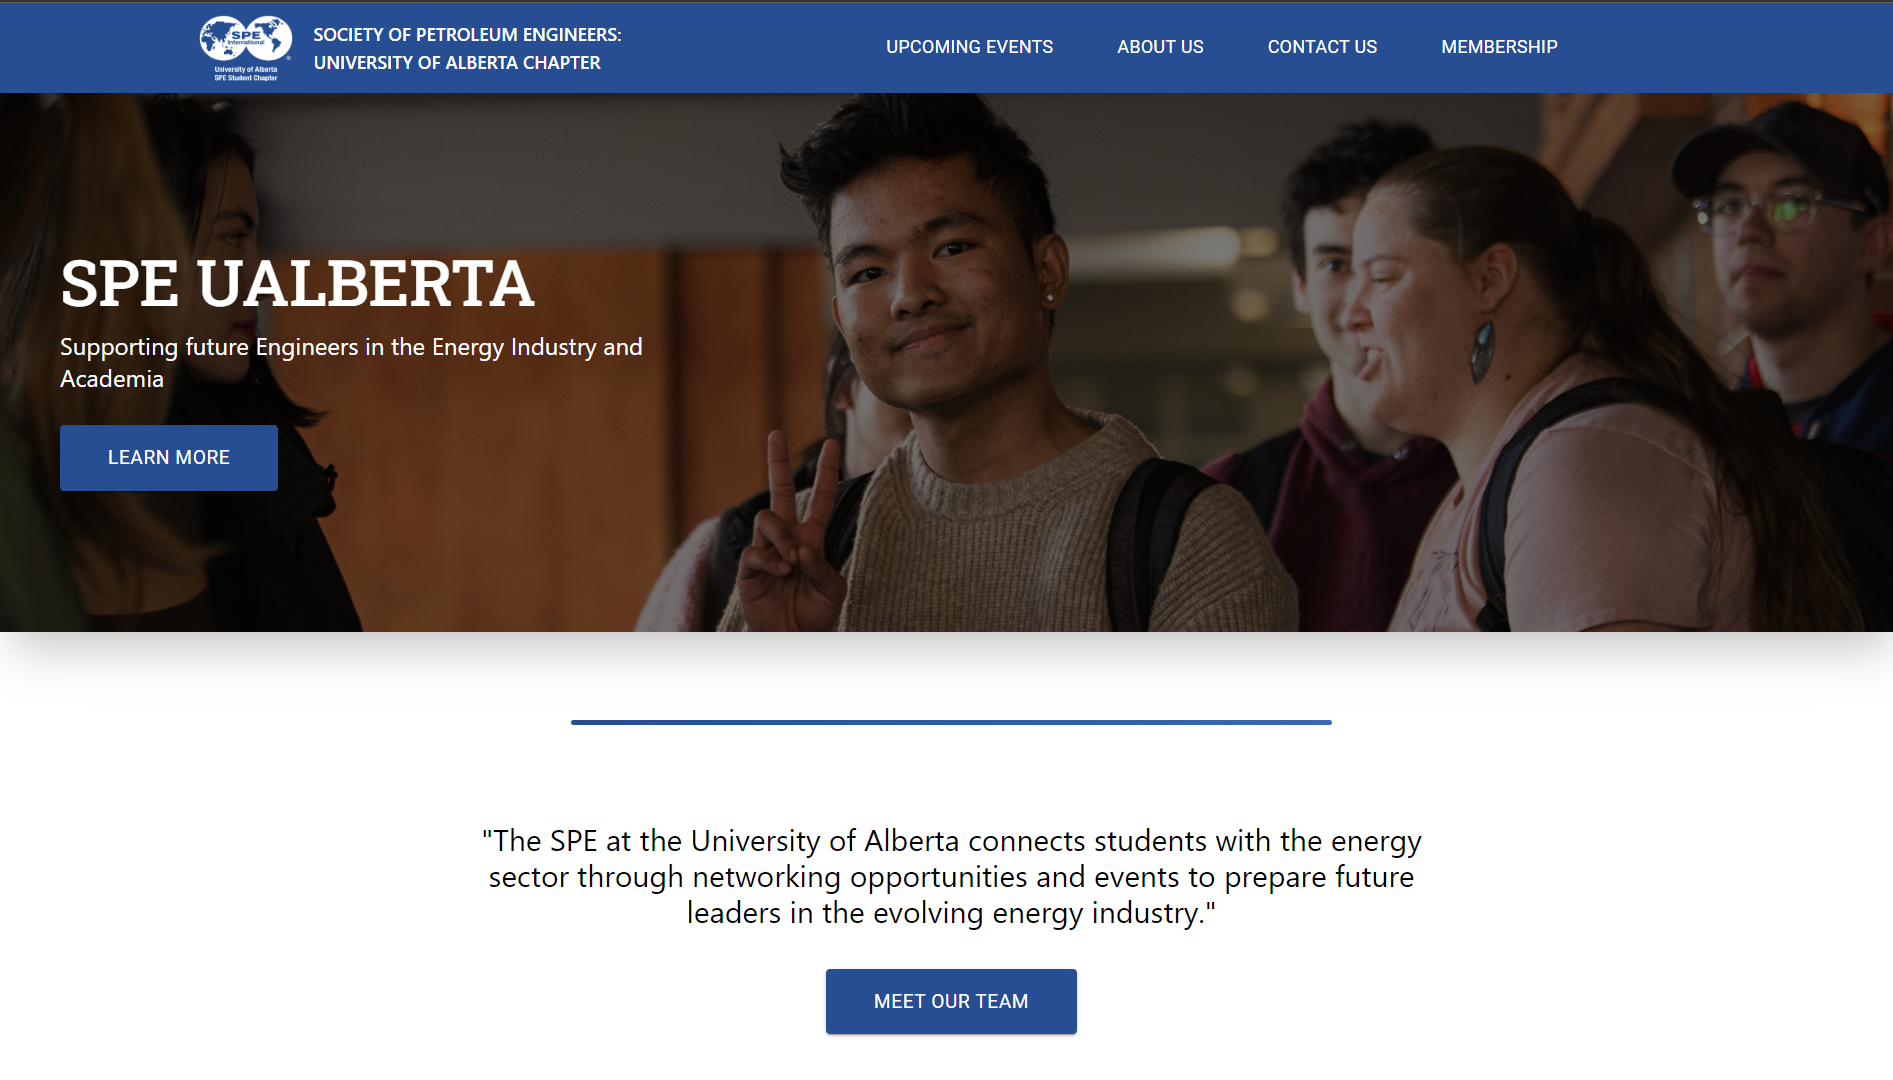 SPE
International
University of Alberta
SPE Student Chapter
SOCIETY OF PETROLEUM ENGINEERS:
UNIVERSITY OF ALBERTA CHAPTER
UPCOMING EVENTS
ABOUT US
CONTACT US
MEMBERSHIP
SPE UALBERTA
Supporting future Engineers in the Energy Industry and
Academia
LEARN MORE
"The SPE at the University of Alberta connects students with the energy
sector through networking opportunities and events to prepare future
leaders in the evolving energy industry."
MEET OUR TEAM